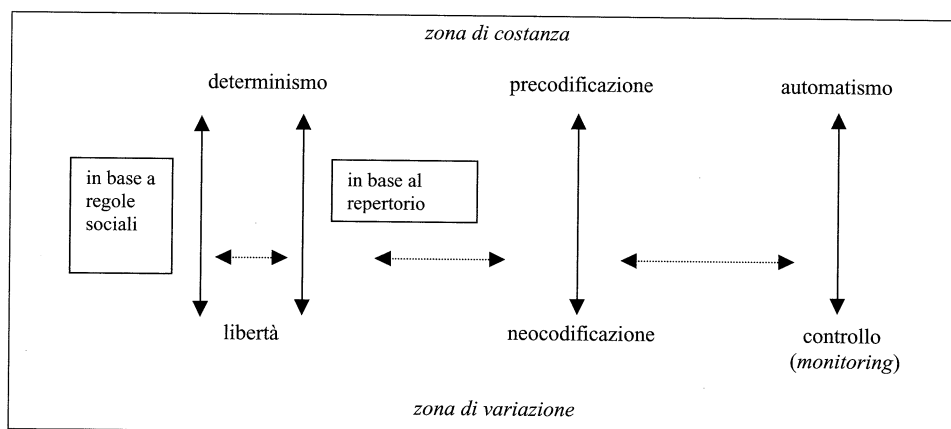 zona di costanza
determinismo
precodificazione
automatismo
in base a
regole
sociali
in base al
repertorio
libertà
neocodificazione
controllo
(monitoring)
zona di variazione